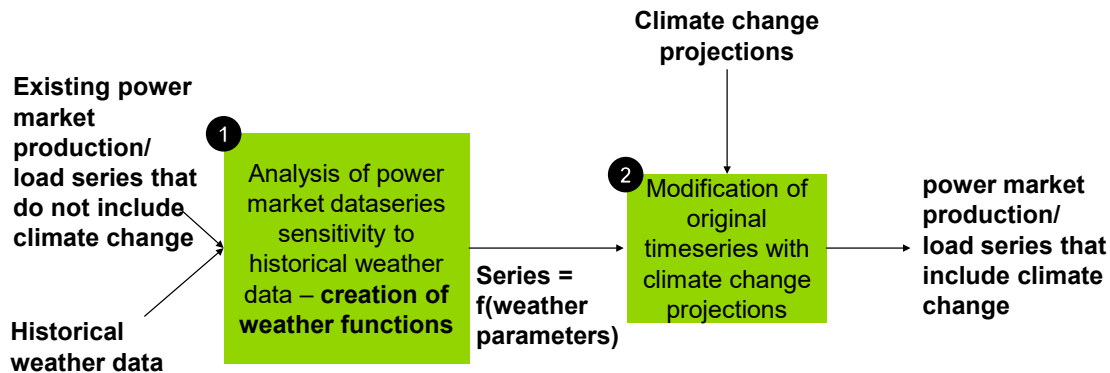 Climate change
projections
Existing power
market
production/
load series that
do not include
climate change
1
Analysis of power
market dataseries
sensitivity to
historical weather
data – creation of
weather functions
Historical
weather data
Series =
f(weather
parameters)
2
Modification of
original
timeseries with
climate change
projections
power market
production/
load series that
include climate
change